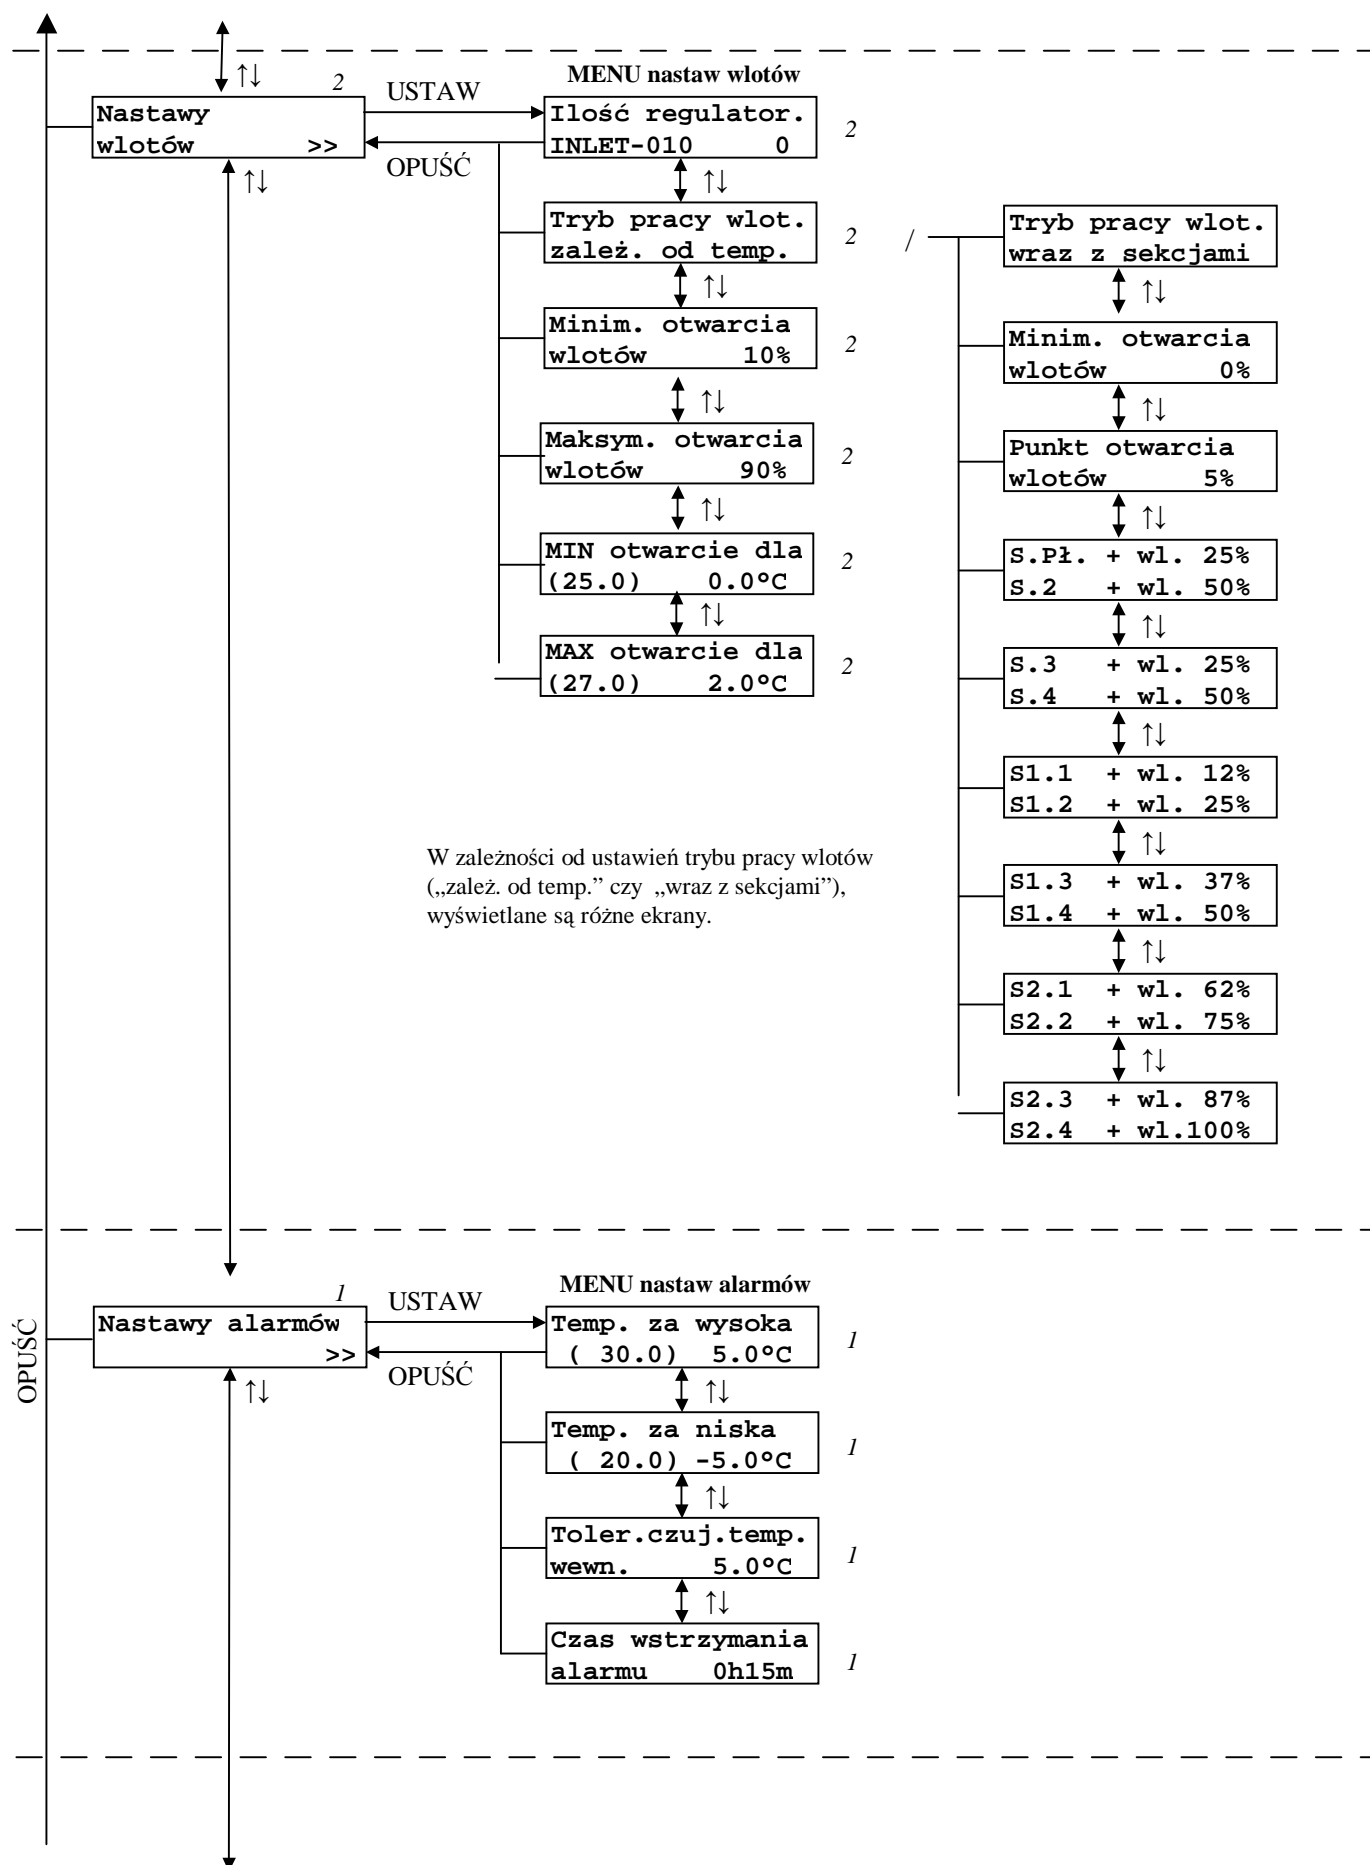 ↑↓
2
USTAW
MENU nastaw wlotów
Nastawy
wlotów >>
OPUŚĆ
↑↓
Ilość regulator.
INLET-010 0
2
↑↓
Tryb pracy wlot.
zależ. od temp.
2
↑↓
Minim. otwarcia
wlotów 10%
2
↑↓
Maksym. otwarcia
wlotów 90%
2
↑↓
MIN otwarcie dla
(25.0) 0.0°C
2
↑↓
MAX otwarcie dla
(27.0) 2.0°C
2
/
Tryb pracy wlot.
wraz z sekcjami
↑↓
Minim. otwarcia
wlotów 0%
↑↓
Punkt otwarcia
wlotów 5%
↑↓
S.Pł. + wl. 25%
S.2 + wl. 50%
↑↓
S.3 + wl. 25%
S.4 + wl. 50%
↑↓
S1.1 + wl. 12%
S1.2 + wl. 25%
↑↓
S1.3 + wl. 37%
S1.4 + wl. 50%
↑↓
S2.1 + wl. 62%
S2.2 + wl. 75%
↑↓
S2.3 + wl. 87%
S2.4 + wl.100%
W zależności od ustawień trybu pracy wlotów
(„zależ. od temp.” czy „wraz z sekcjami”),
wyświetlane są różne ekrany.
OPUŚĆ
1
USTAW
MENU nastaw alarmów
Nastawy alarmów
>>
OPUŚĆ
↑↓
Temp. za wysoka
( 30.0) 5.0°C
1
↑↓
Temp. za niska
( 20.0) -5.0°C
1
↑↓
Toler.czuj.temp.
wewn. 5.0°C
1
↑↓
Czas wstrzymania
alarmu 0h15m
1